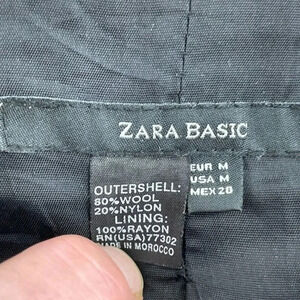 ZARA BASIC
EUR M
USA M
MEX 28
OUTERSHELL:
80%WOOL
20%NYLON
LINING:
100%RAYON
RN(USA)77302
MADE IN MOROCCO